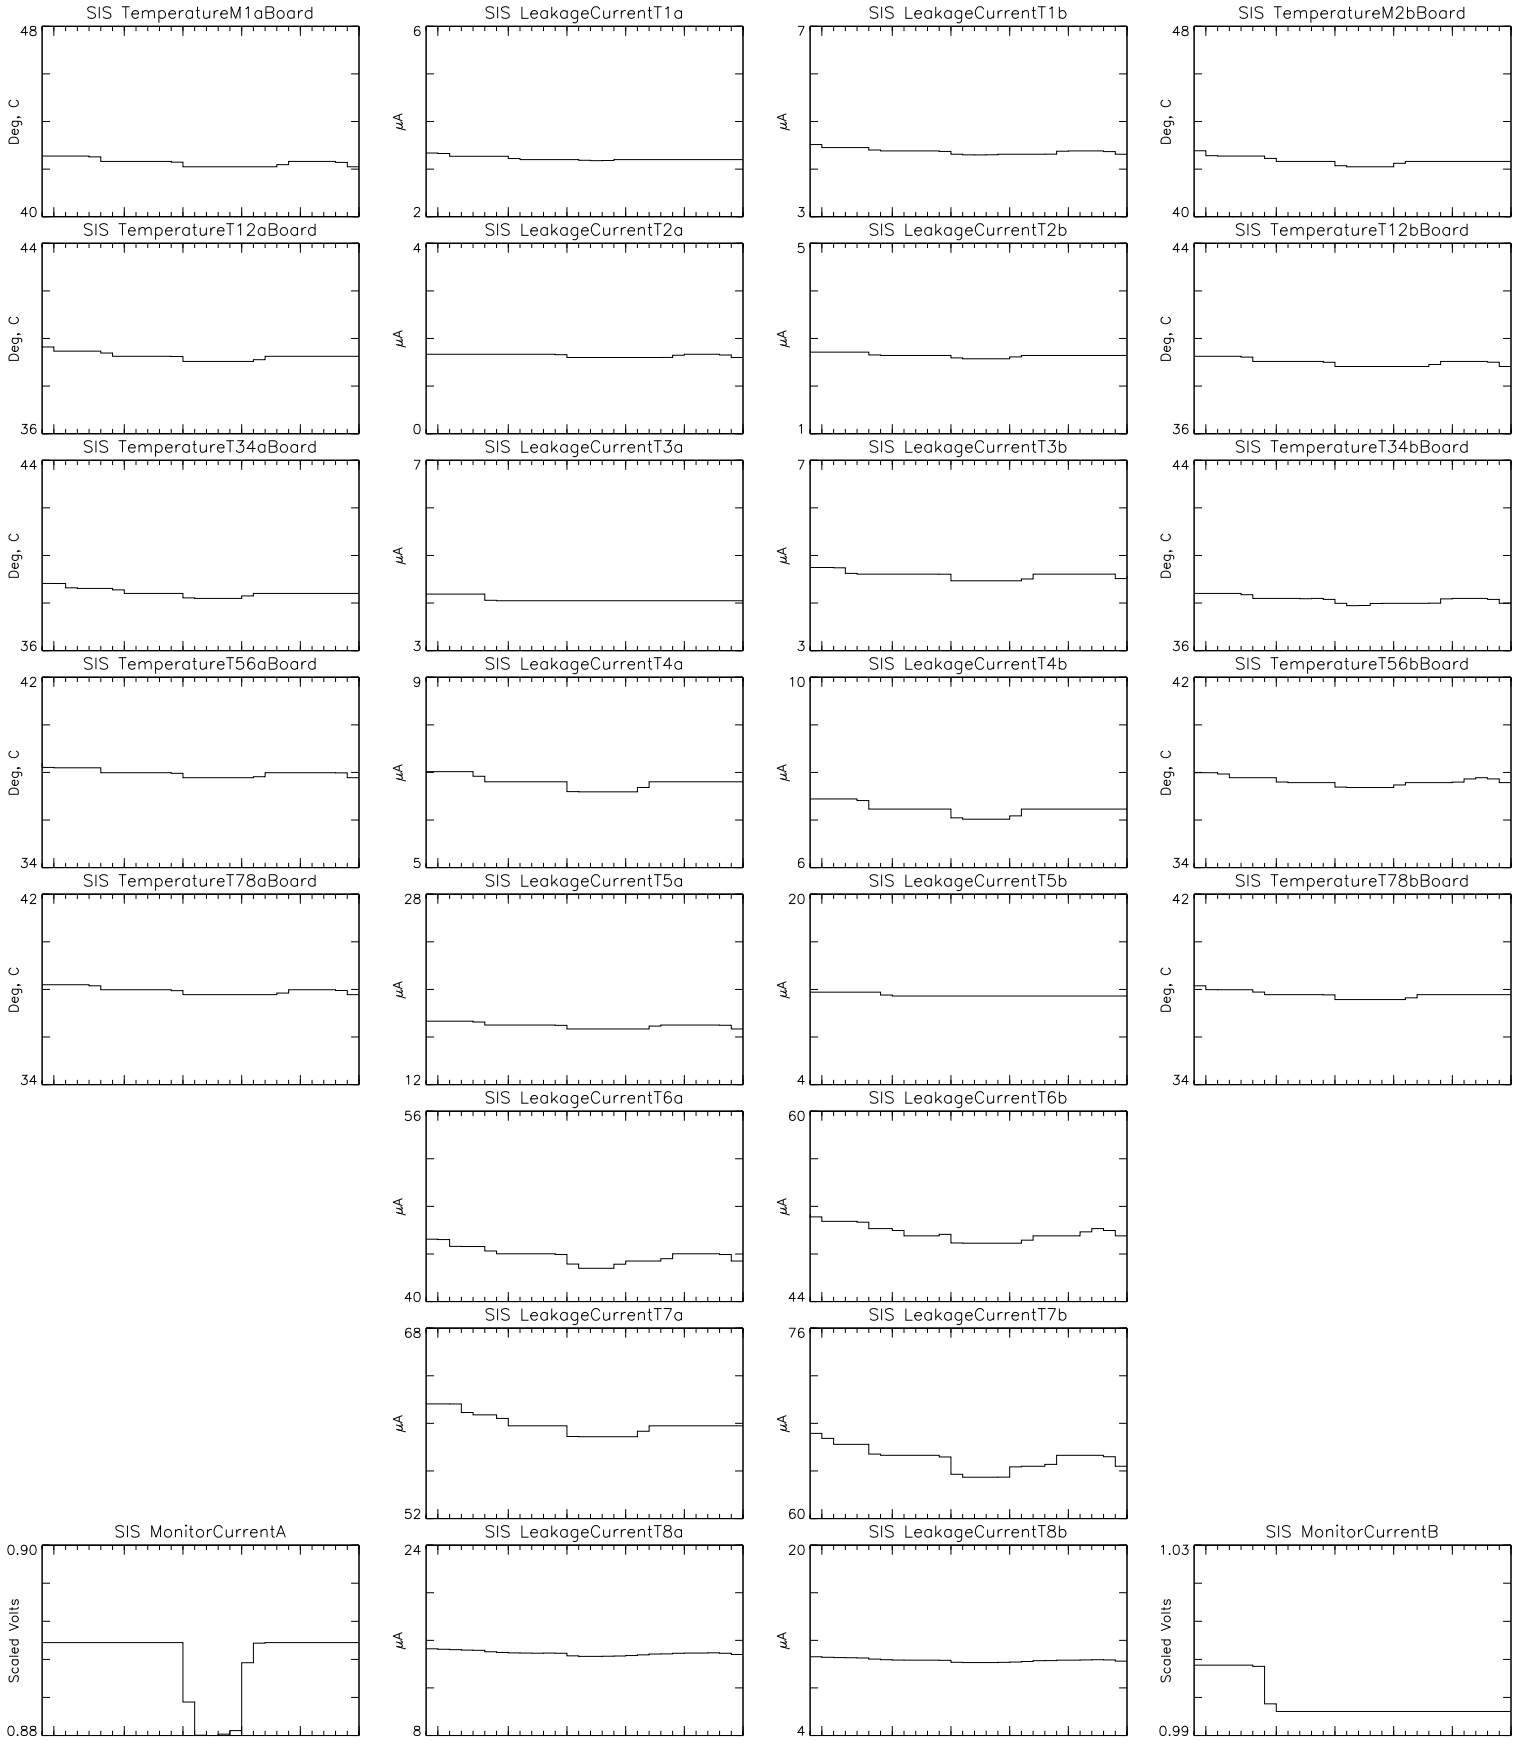 SIS TemperatureM1aBoard
SIS LeakageCurrentT1a
SIS LeakageCurrentT1b
SIS TemperatureM2bBoard
48
Deg, C
40
6
µA
2
7
µA
3
48
Deg, C
40
SIS TemperatureT12aBoard
SIS LeakageCurrentT2a
SIS LeakageCurrentT2b
SIS TemperatureT12bBoard
44
Deg, C
36
4
µA
0
5
µA
1
44
Deg, C
36
SIS TemperatureT34aBoard
SIS LeakageCurrentT3a
SIS LeakageCurrentT3b
SIS TemperatureT34bBoard
44
Deg, C
36
7
µA
3
7
µA
3
44
Deg, C
36
SIS TemperatureT56aBoard
SIS LeakageCurrentT4a
SIS LeakageCurrentT4b
SIS TemperatureT56bBoard
42
Deg, C
34
9
µA
5
10
µA
6
42
Deg, C
34
SIS TemperatureT78aBoard
SIS LeakageCurrentT5a
SIS LeakageCurrentT5b
SIS TemperatureT78bBoard
42
Deg, C
34
28
µA
12
20
µA
4
42
Deg, C
34
SIS LeakageCurrentT6a
SIS LeakageCurrentT6b
56
µA
40
60
µA
44
SIS LeakageCurrentT7a
SIS LeakageCurrentT7b
68
µA
52
76
µA
60
SIS MonitorCurrentA
SIS LeakageCurrentT8a
SIS LeakageCurrentT8b
SIS MonitorCurrentB
0.90
Scaled Volts
0.88
24
µA
8
20
µA
4
1.03
Scaled Volts
0.99